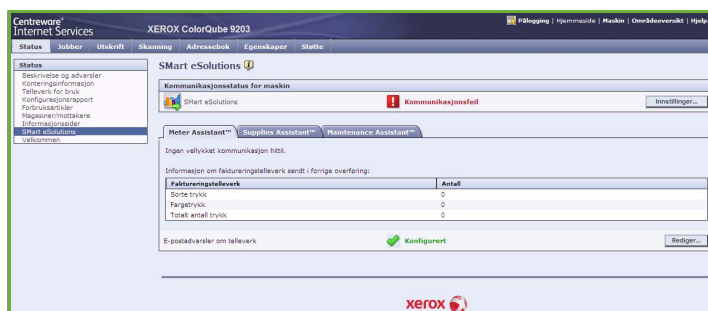 Centreware®
Internet Services
XEROX ColorQube 9203
Pålogging | Hjemmeside | Maskin | Områdeoversikt | Hjelp
Status Jobber Utskrift Skanning Adressebok Egenskaper Støtte
Status
Beskrivelse og advarsler
Konteringsinformasjon
Telleverk for bruk
Konfigurasjonsrapport
Forbruksartikler
Magasiner/mottakere
Informasjonssider
SMart eSolutions
Velkommen
SMart eSolutions
Kommunikasjonsstatus for maskin
SMart eSolutions
Kommunikasjonsfeil
Innstillinger...
Meter Assistant™ Supplies Assistant™ Maintenance Assistant™
Ingen vellykket kommunikasjon hittil.
Informasjon om faktureringstelleverk sendt i forrige overføring:
Faktureringstelleverk Antall
Sorte trykk 0
Fargetrykk 0
Totalt antall trykk 0
E-postadvarsler om telleverk
Konfigurert
Rediger...
xerox